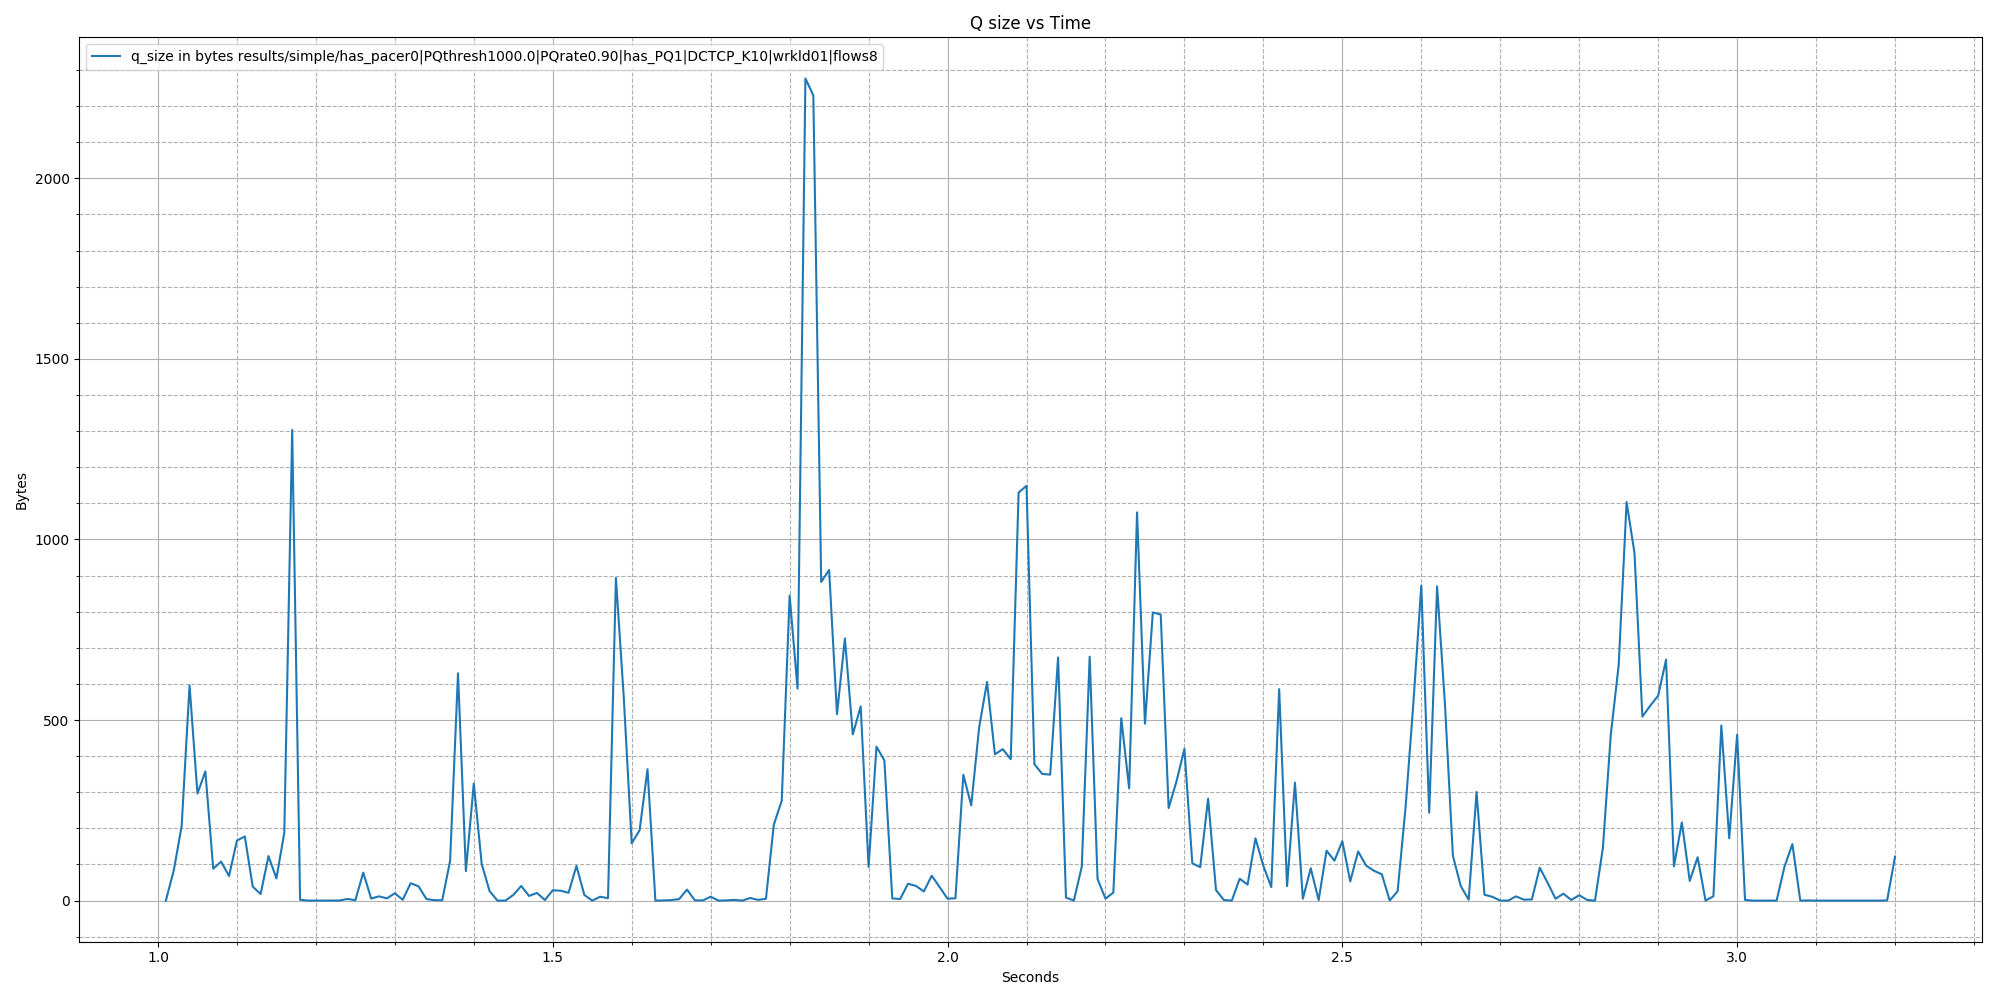 Q size vs Time
q_size in bytes results/simple/has_pacer0|PQthresh1000.0|PQrate0.90|has_PQ1|DCTCP_K10|wrkld01|flows8
2000
1500
1000
500
0
Bytes
1.0 1.5 2.0 2.5 3.0
Seconds